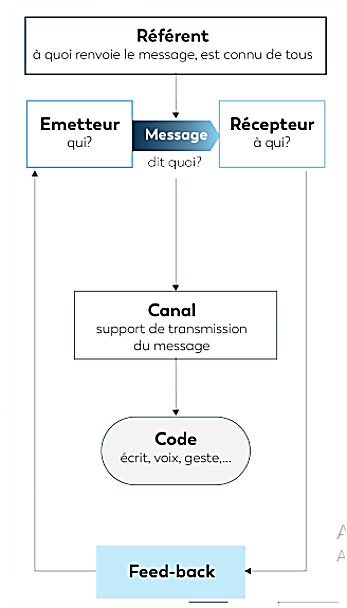 Référent
à quoi renvoie le message, est connu de tous
Emetteur
qui?
Message
dit quoi?
Récepteur
à qui?
Canal
support de transmission
du message
Code
écrit, voix, geste,...
Feed-back